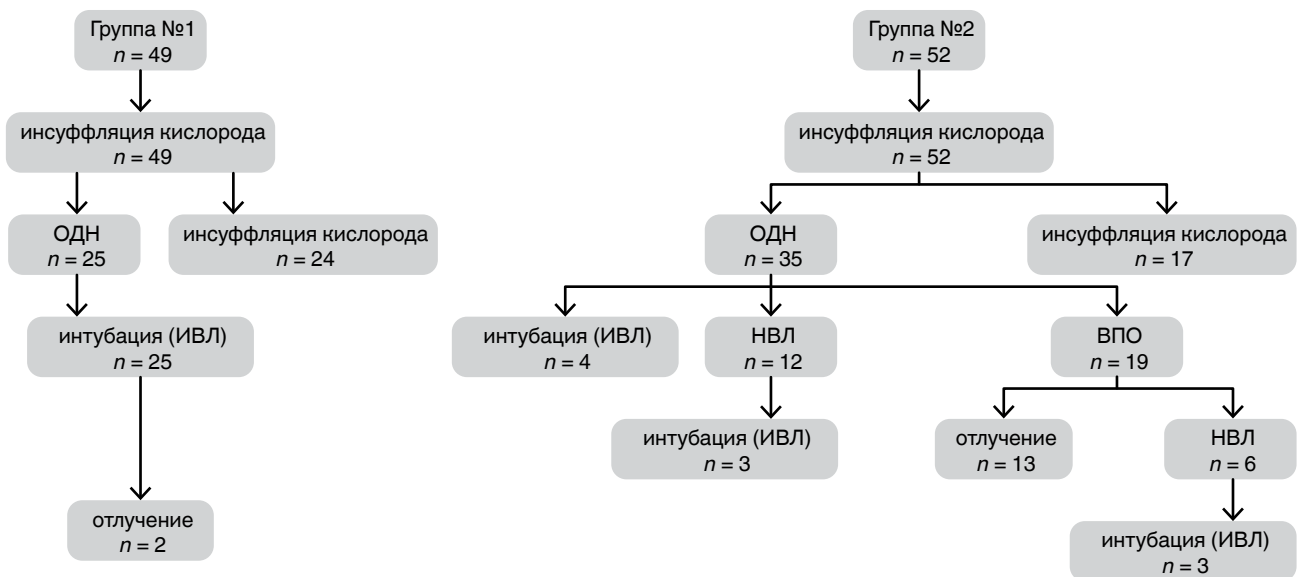 Группа №1
n = 49
инсуффляция кислорода
n = 49
ОДН
n = 25
инсуффляция кислорода
n = 24
интубация (ИВЛ)
n = 25
отлучение
n = 2
Группа №2
n = 52
инсуффляция кислорода
n = 52
ОДН
n = 35
инсуффляция кислорода
n = 17
интубация (ИВЛ)
n = 4
НВЛ
n = 12
ВПО
n = 19
интубация (ИВЛ)
n = 3
отлучение
n = 13
НВЛ
n = 6
интубация (ИВЛ)
n = 3